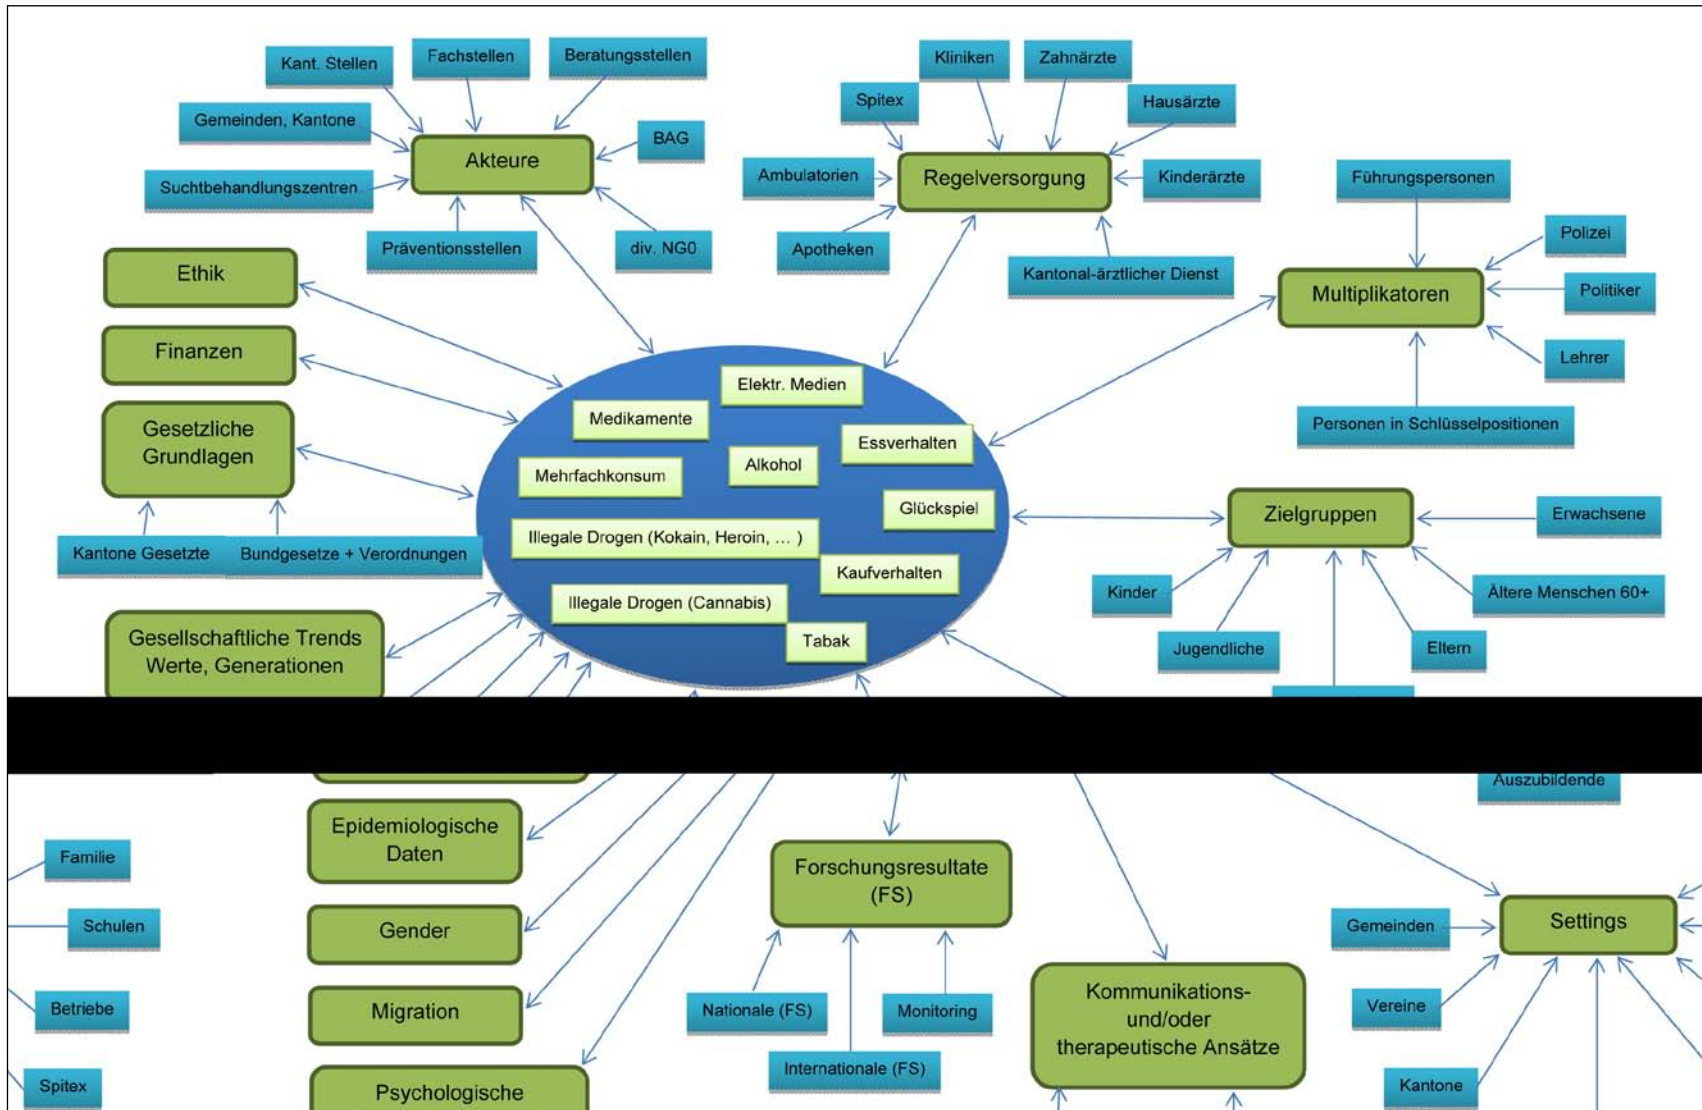 Kant. Stellen
Fachstellen
Beratungsstellen
Gemeinden, Kantone
Akteure
BAG
Suchtbehandlungszentren
Präventionsstellen
div. NG0
Kliniken
Zahnärzte
Spitex
Hausärzte
Ambulatorien
Regelversorgung
Kinderärzte
Apotheken
Kantonal-ärztlicher Dienst
Führungspersonen
Polizei
Multiplikatoren
Politiker
Lehrer
Personen in Schlüsselpositionen
Ethik
Finanzen
Gesetzliche
Grundlagen
Kantone Gesetzte
Bundgesetze + Verordnungen
Gesellschaftliche Trends
Werte, Generationen
Elektr. Medien
Medikamente
Essverhalten
Alkohol
Mehrfachkonsum
Glückspiel
Illegale Drogen (Kokain, Heroin, ... )
Kaufverhalten
Illegale Drogen (Cannabis)
Tabak
Zielgruppen
Erwachsene
Kinder
Ältere Menschen 60+
Jugendliche
Eltern
Auszubildende
Familie
Schulen
Betriebe
Spitex
Epidemiologische
Daten
Gender
Migration
Psychologische
Forschungsresultate
(FS)
Nationale (FS)
Monitoring
Internationale (FS)
Kommunikations-
und/oder
therapeutische Ansätze
Gemeinden
Settings
Vereine
Kantone